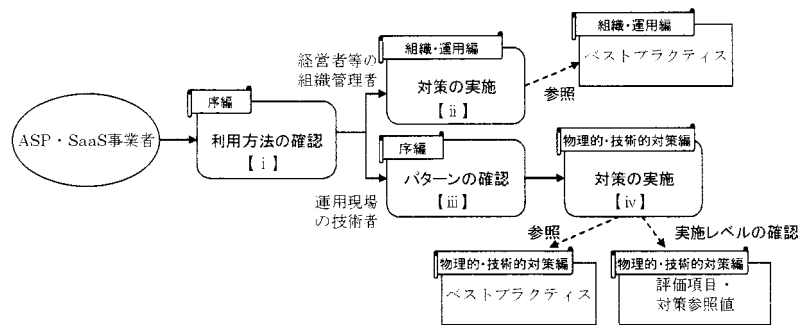 ASP・SaaS事業者
序編
利用方法の確認
【ⅰ】
経営者等の
組織管理者
組織・運用編
対策の実施
【ⅱ】
参照
組織・運用編
ベストプラクティス
運用現場
の技術者
序編
パターンの確認
【ⅲ】
物理的・技術的対策編
対策の実施
【ⅳ】
参照
実施レベルの確認
物理的・技術的対策編
ベストプラクティス
物理的・技術的対策編
評価項目・
対策参照値